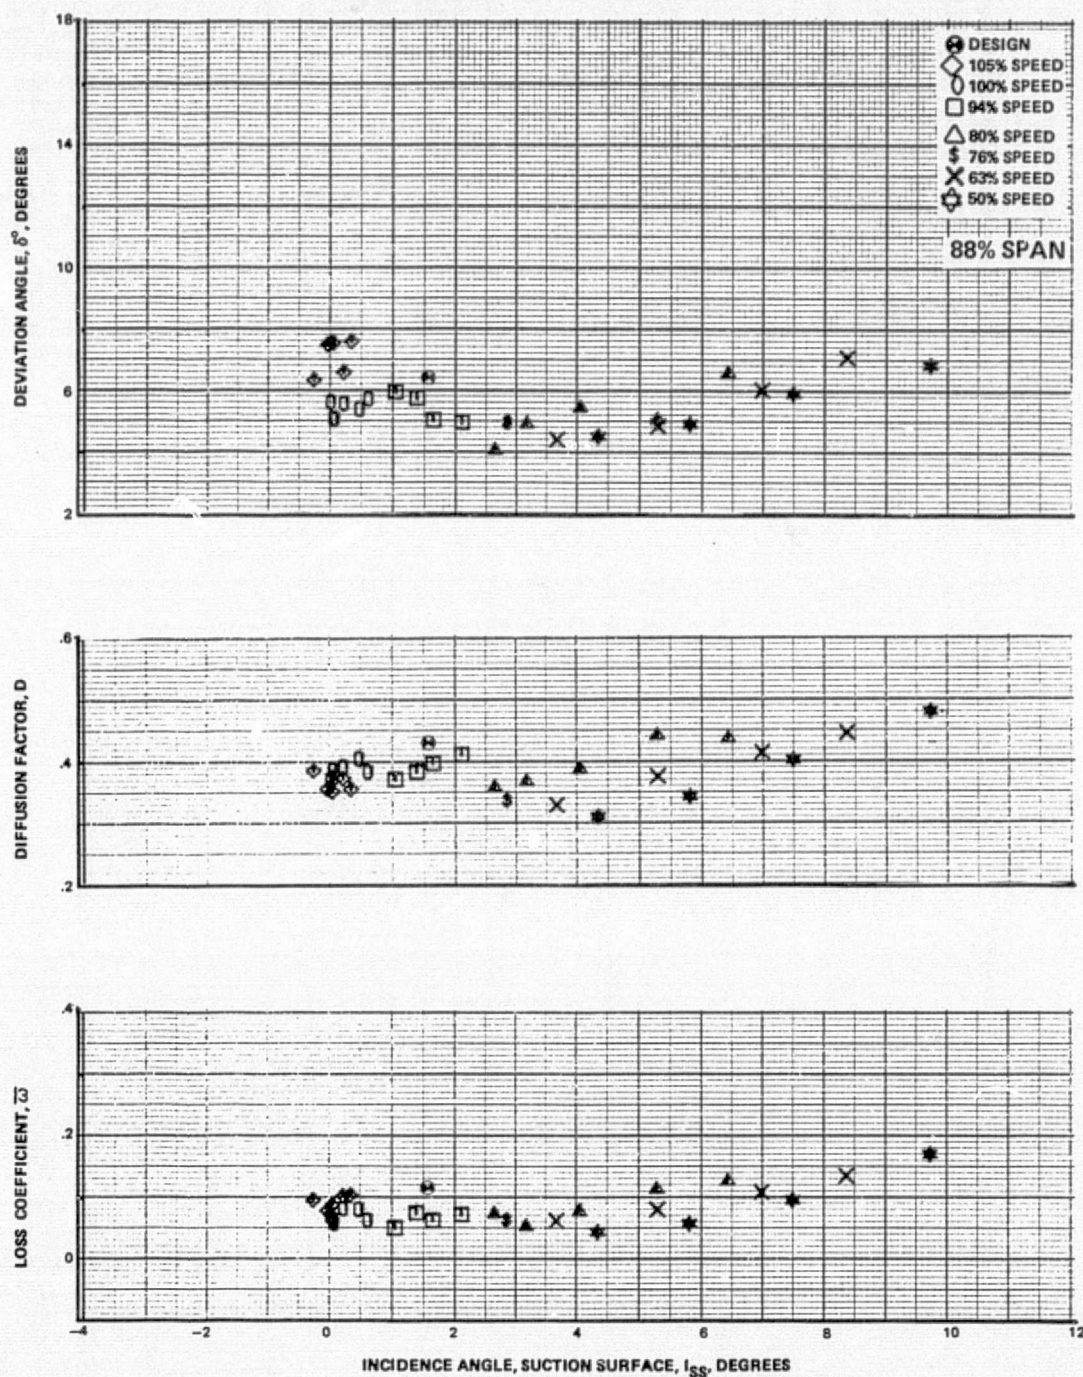 18
14
10
6
2
DEVIATION ANGLE, δ°, DEGREES
DESIGN
105% SPEED
100% SPEED
94% SPEED
80% SPEED
$ 76% SPEED
63% SPEED
50% SPEED
88% SPAN
.6
.4
.2
DIFFUSION FACTOR, D
.4
.2
0
LOSS COEFFICIENT, ω̅
-4
-2
0
2
4
6
8
10
12
INCIDENCE ANGLE, SUCTION SURFACE, I_SS, DEGREES